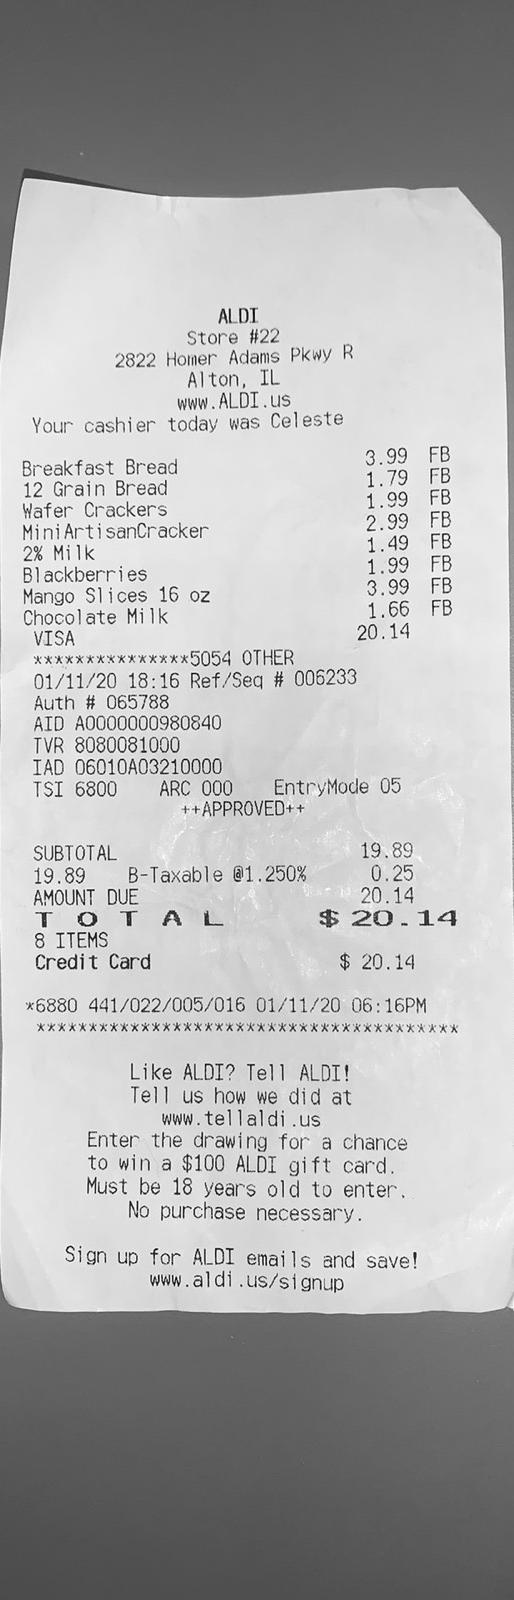 ALDI
Store #22
2822 Homer Adams Pkwy R
Alton, IL
www.ALDI.us
Your cashier today was Celeste
Breakfast Bread 3.99 FB
12 Grain Bread 1.79 FB
Wafer Crackers 1.99 FB
MiniArtisanCracker 2.99 FB
2% Milk 1.49 FB
Blackberries 1.99 FB
Mango Slices 16 oz 3.99 FB
Chocolate Milk 1.66 FB
VISA 20.14
***************5054 OTHER
01/11/20 18:16 Ref/Seq # 006233
Auth # 065788
AID A0000000980840
TVR 8080081000
IAD 06010A03210000
TSI 6800 ARC 000 EntryMode 05
++APPROVED++
SUBTOTAL 19.89
19.89 B-Taxable @1.250% 0.25
AMOUNT DUE 20.14
TOTAL $20.14
8 ITEMS
Credit Card $ 20.14
*6880 441/022/005/016 01/11/20 06:16PM
*****************************************
Like ALDI? Tell ALDI!
Tell us how we did at
www.tellaldi.us
Enter the drawing for a chance
to win a $100 ALDI gift card.
Must be 18 years old to enter.
No purchase necessary.
Sign up for ALDI emails and save!
www.aldi.us/signup